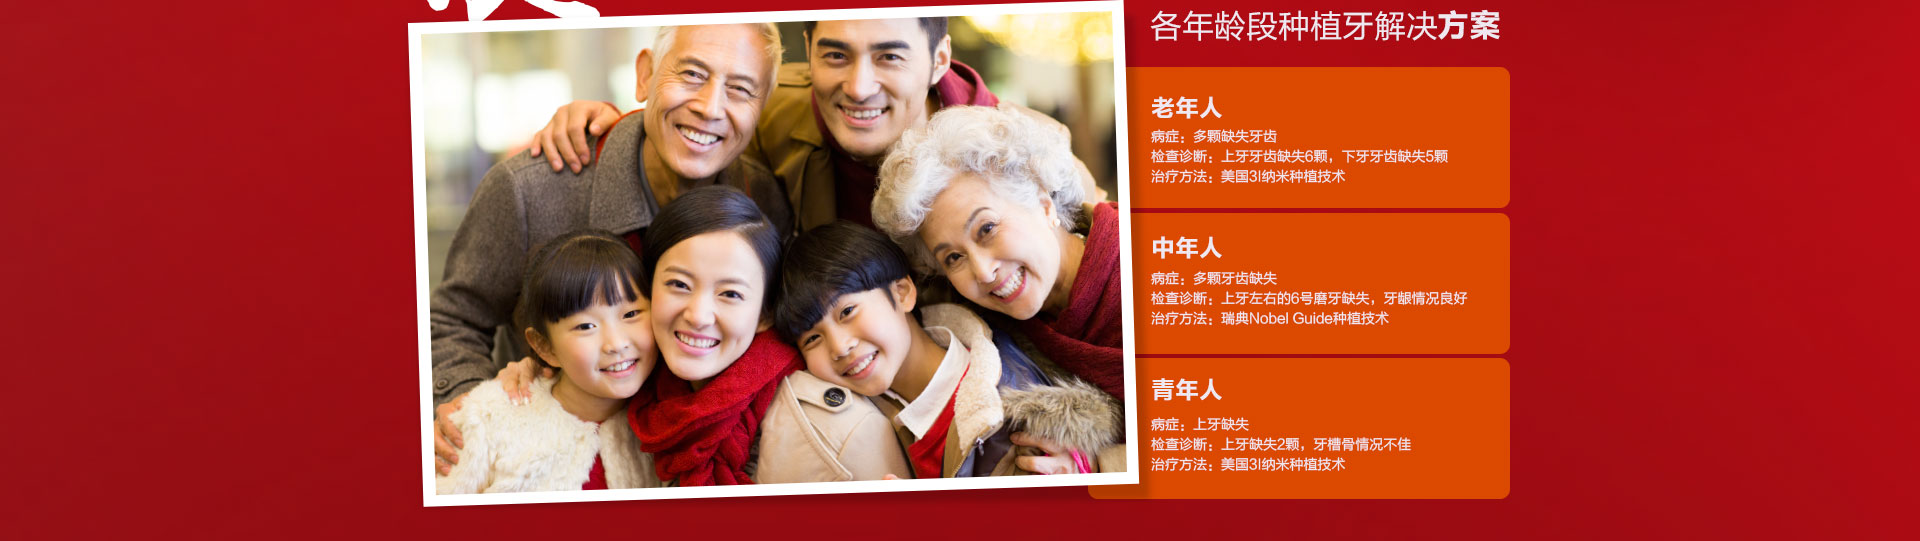 各年龄段种植牙解决方案
老年人
病症：多颗缺失牙齿
检查诊断：上牙牙齿缺失6颗，下牙牙齿缺失5颗
治疗方法：美国3I纳米种植技术
中年人
病症：多颗牙齿缺失
检查诊断：上牙左右的6号磨牙缺失，牙龈情况良好
治疗方法：瑞典Nobel Guide种植技术
青年人
病症：上牙缺失
检查诊断：上牙缺失2颗，牙槽骨情况不佳
治疗方法：美国3I纳米种植技术